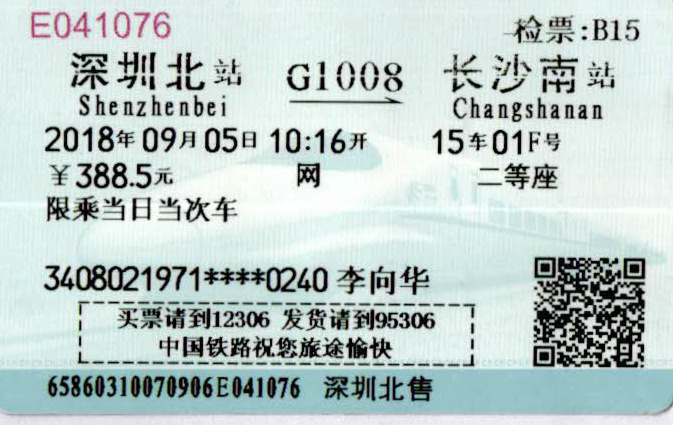 E041076 检票:B15
深圳北站 G1008 长沙南站
Shenzhenbei Changshanan
2018年09月05日 10:16开 15车01F号
￥388.5元 网 二等座
限乘当日当次车
3408021971****0240 李向华
买票请到12306 发货请到95306
中国铁路祝您旅途愉快
65860310070906E041076 深圳北售